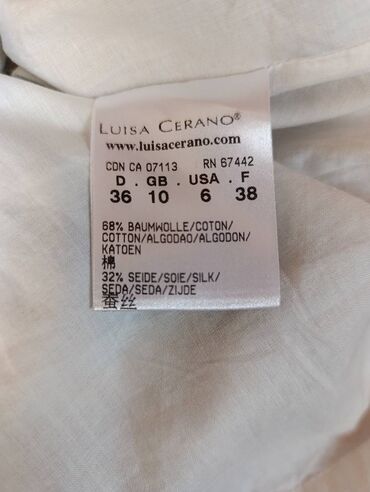 LUISA CERANO®
www.luisacerano.com
CDN CA 07113 RN 67442
D . GB . USA . F
36 10 6 38
68% BAUMWOLLE/COTON/
COTTON/ALGODAO/ALGODON/
KATOEN
棉
32% SEIDE/SOIE/SILK/
SEDA/SEDA/ZIJDE
蚕丝